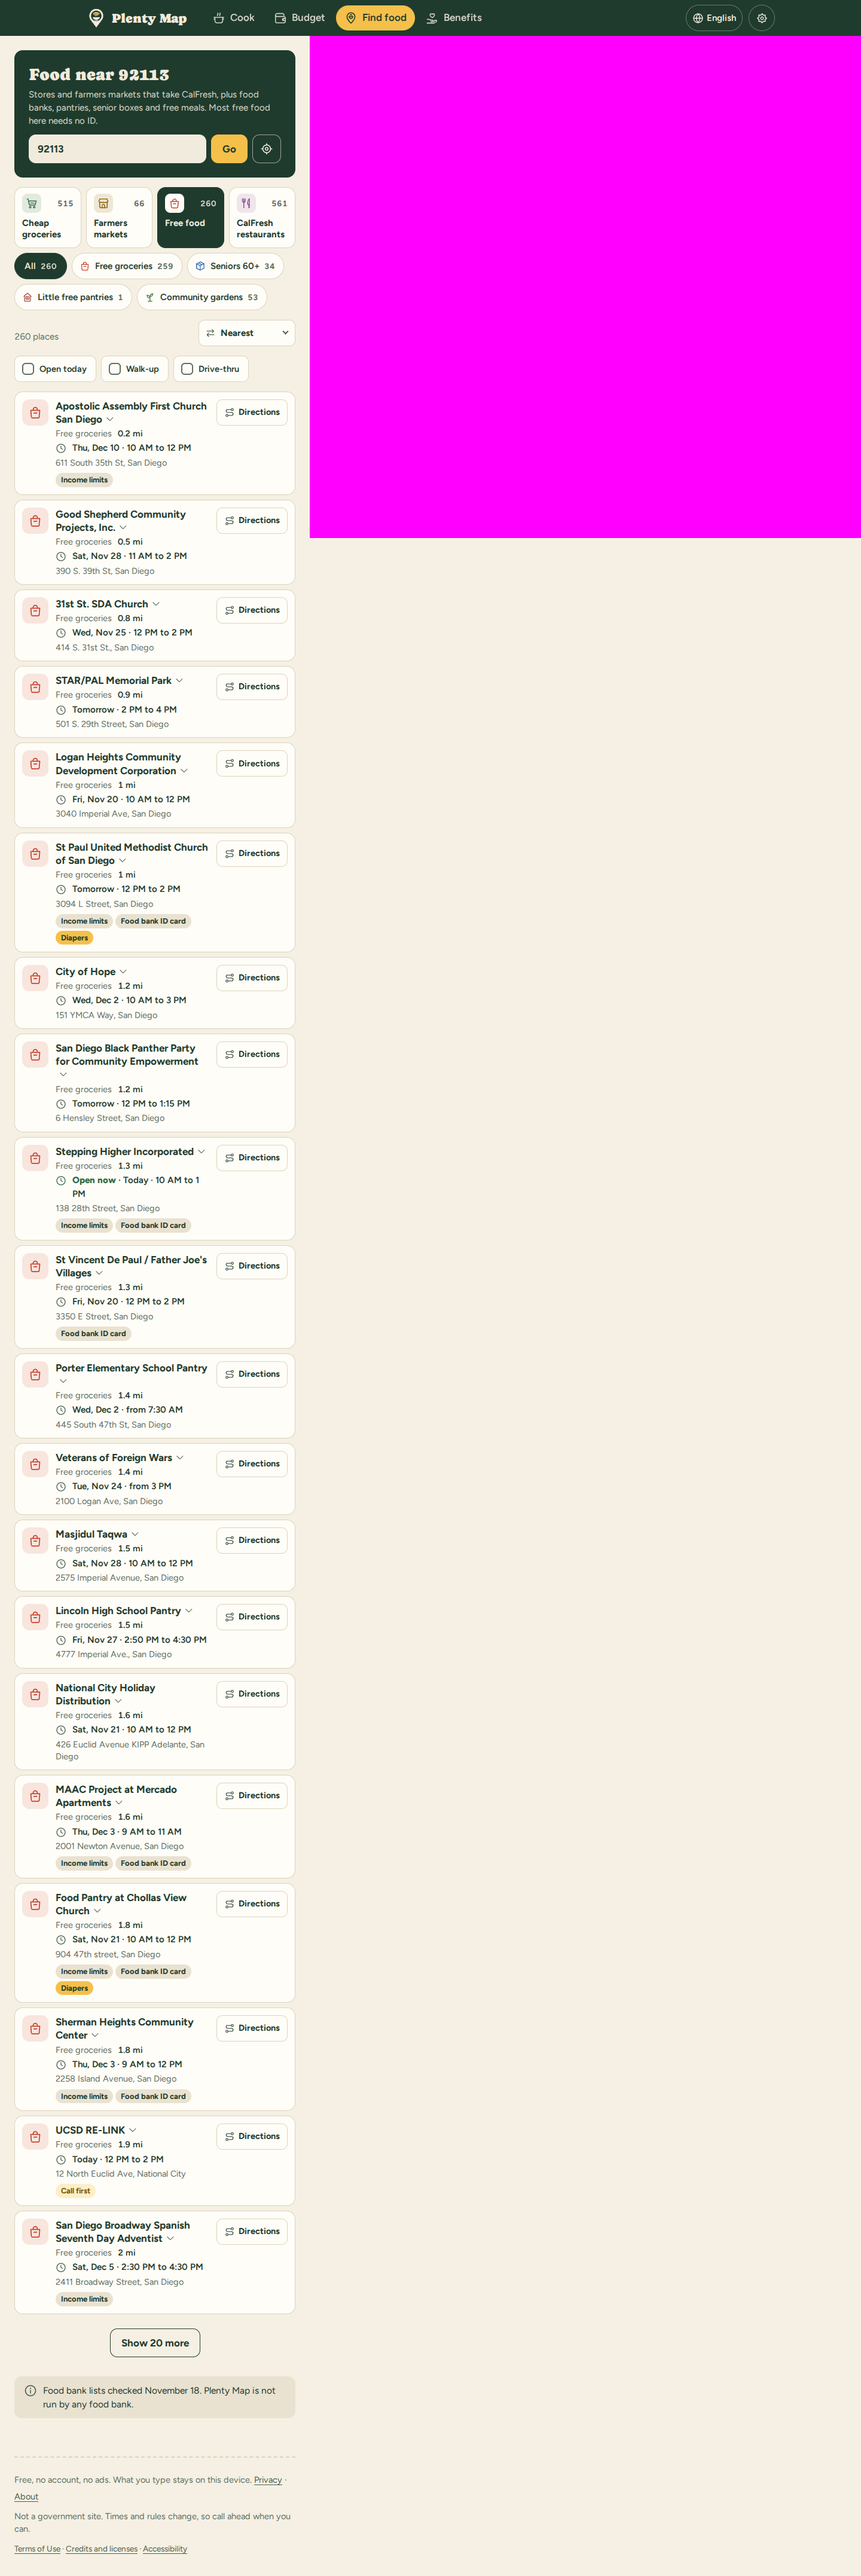 Plenty Map
Cook
Budget
Find food
Benefits
English
Food near 92113
Stores and farmers markets that take CalFresh, plus food
banks, pantries, senior boxes and free meals. Most free food
here needs no ID.
92113
Go
515
Cheap
groceries
66
Farmers
markets
260
Free food
561
CalFresh
restaurants
All 260
Free groceries 259
Seniors 60+ 34
Little free pantries 1
Community gardens 53
260 places
Nearest
Open today
Walk-up
Drive-thru
Apostolic Assembly First Church
San Diego
Directions
Free groceries 0.2 mi
Thu, Dec 10 · 10 AM to 12 PM
611 South 35th St, San Diego
Income limits
Good Shepherd Community
Projects, Inc.
Directions
Free groceries 0.5 mi
Sat, Nov 28 · 11 AM to 2 PM
390 S. 39th St, San Diego
31st St. SDA Church
Directions
Free groceries 0.8 mi
Wed, Nov 25 · 12 PM to 2 PM
414 S. 31st St., San Diego
STAR/PAL Memorial Park
Directions
Free groceries 0.9 mi
Tomorrow · 2 PM to 4 PM
501 S. 29th Street, San Diego
Logan Heights Community
Development Corporation
Directions
Free groceries 1 mi
Fri, Nov 20 · 10 AM to 12 PM
3040 Imperial Ave, San Diego
St Paul United Methodist Church
of San Diego
Directions
Free groceries 1 mi
Tomorrow · 12 PM to 2 PM
3094 L Street, San Diego
Income limits
Food bank ID card
Diapers
City of Hope
Directions
Free groceries 1.2 mi
Wed, Dec 2 · 10 AM to 3 PM
151 YMCA Way, San Diego
San Diego Black Panther Party
for Community Empowerment
Directions
Free groceries 1.2 mi
Tomorrow · 12 PM to 1:15 PM
6 Hensley Street, San Diego
Stepping Higher Incorporated
Directions
Free groceries 1.3 mi
Open now · Today · 10 AM to 1
PM
138 28th Street, San Diego
Income limits
Food bank ID card
St Vincent De Paul / Father Joe's
Villages
Directions
Free groceries 1.3 mi
Fri, Nov 20 · 12 PM to 2 PM
3350 E Street, San Diego
Food bank ID card
Porter Elementary School Pantry
Directions
Free groceries 1.4 mi
Wed, Dec 2 · from 7:30 AM
445 South 47th St, San Diego
Veterans of Foreign Wars
Directions
Free groceries 1.4 mi
Tue, Nov 24 · from 3 PM
2100 Logan Ave, San Diego
Masjidul Taqwa
Directions
Free groceries 1.5 mi
Sat, Nov 28 · 10 AM to 12 PM
2575 Imperial Avenue, San Diego
Lincoln High School Pantry
Directions
Free groceries 1.5 mi
Fri, Nov 27 · 2:50 PM to 4:30 PM
4777 Imperial Ave., San Diego
National City Holiday
Distribution
Directions
Free groceries 1.6 mi
Sat, Nov 21 · 10 AM to 12 PM
426 Euclid Avenue KIPP Adelante, San
Diego
MAAC Project at Mercado
Apartments
Directions
Free groceries 1.6 mi
Thu, Dec 3 · 9 AM to 11 AM
2001 Newton Avenue, San Diego
Income limits
Food bank ID card
Food Pantry at Chollas View
Church
Directions
Free groceries 1.8 mi
Sat, Nov 21 · 10 AM to 12 PM
904 47th street, San Diego
Income limits
Food bank ID card
Diapers
Sherman Heights Community
Center
Directions
Free groceries 1.8 mi
Thu, Dec 3 · 9 AM to 12 PM
2258 Island Avenue, San Diego
Income limits
Food bank ID card
UCSD RE-LINK
Directions
Free groceries 1.9 mi
Today · 12 PM to 2 PM
12 North Euclid Ave, National City
Call first
San Diego Broadway Spanish
Seventh Day Adventist
Directions
Free groceries 2 mi
Sat, Dec 5 · 2:30 PM to 4:30 PM
2411 Broadway Street, San Diego
Income limits
Show 20 more
Food bank lists checked November 18. Plenty Map is not
run by any food bank.
Free, no account, no ads. What you type stays on this device. Privacy ·
About
Not a government site. Times and rules change, so call ahead when you
can.
Terms of Use · Credits and licenses · Accessibility